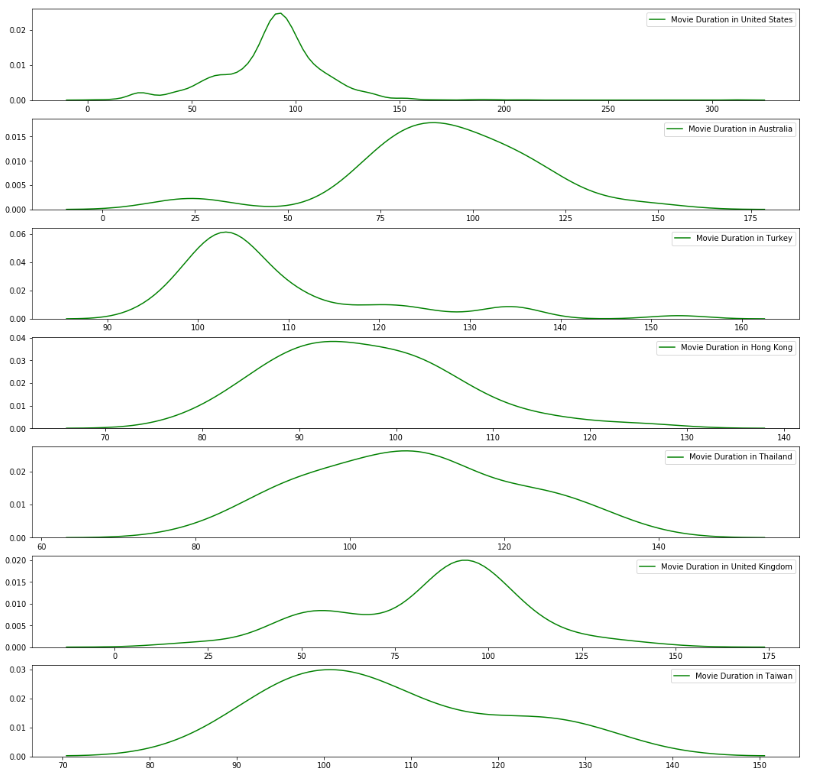 Movie Duration in United States
0.02
0.01
0.00
0 50 100 150 200 250 300
Movie Duration in Australia
0.015
0.010
0.005
0.000
0 25 50 75 100 125 150 175
Movie Duration in Turkey
0.06
0.04
0.02
0.00
90 100 110 120 130 140 150 160
Movie Duration in Hong Kong
0.04
0.03
0.02
0.01
0.00
70 80 90 100 110 120 130 140
Movie Duration in Thailand
0.02
0.01
0.00
60 80 100 120 140
Movie Duration in United Kingdom
0.020
0.015
0.010
0.005
0.000
0 25 50 75 100 125 150 175
Movie Duration in Taiwan
0.03
0.02
0.01
0.00
70 80 90 100 110 120 130 140 150